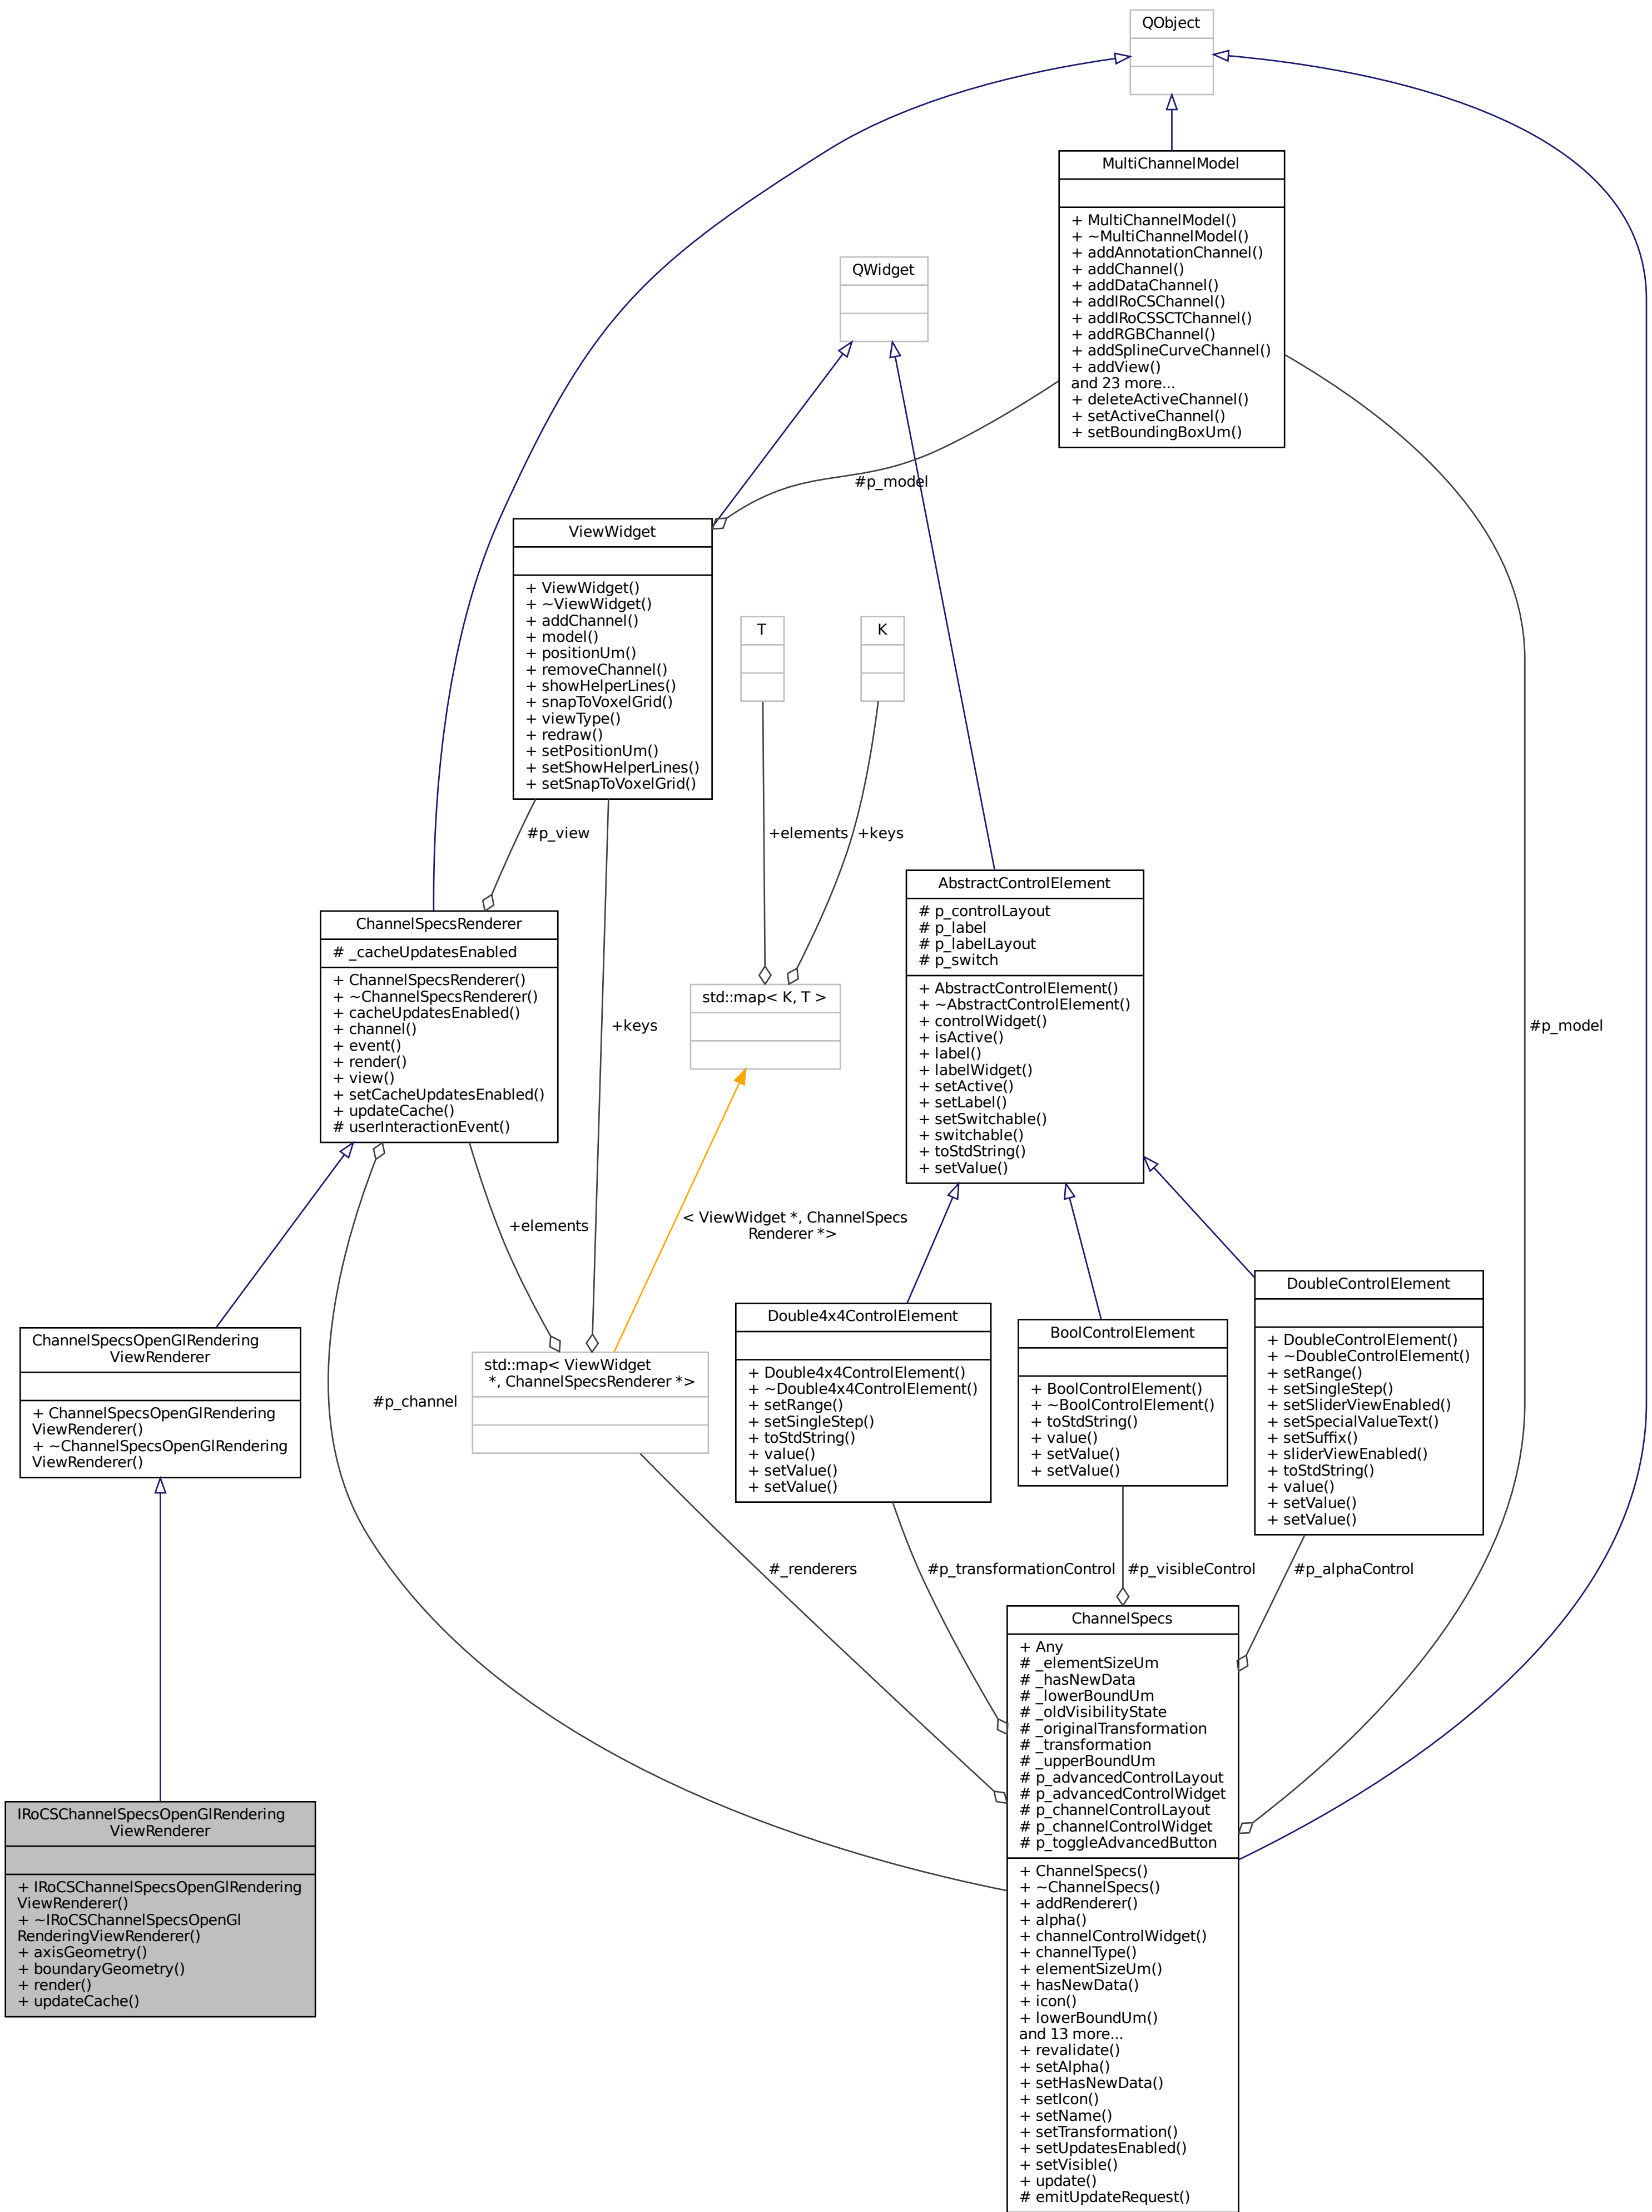 QObject
MultiChannelModel
+ MultiChannelModel()
+ ~MultiChannelModel()
+ addAnnotationChannel()
+ addChannel()
+ addDataChannel()
+ addIRoCSChannel()
+ addIRoCSSCTChannel()
+ addRGBChannel()
+ addSplineCurveChannel()
+ addView()
and 23 more...
+ deleteActiveChannel()
+ setActiveChannel()
+ setBoundingBoxUm()
QWidget
#p_model
ViewWidget
+ ViewWidget()
+ ~ViewWidget()
+ addChannel()
+ model()
+ positionUm()
+ removeChannel()
+ showHelperLines()
+ snapToVoxelGrid()
+ viewType()
+ redraw()
+ setPositionUm()
+ setShowHelperLines()
+ setSnapToVoxelGrid()
T
K
#p_view
+elements
+keys
AbstractControlElement
# p_controlLayout
# p_label
# p_labelLayout
# p_switch
+ AbstractControlElement()
+ ~AbstractControlElement()
+ controlWidget()
+ isActive()
+ label()
+ labelWidget()
+ setActive()
+ setLabel()
+ setSwitchable()
+ switchable()
+ toStdString()
+ setValue()
ChannelSpecsRenderer
# _cacheUpdatesEnabled
+ ChannelSpecsRenderer()
+ ~ChannelSpecsRenderer()
+ cacheUpdatesEnabled()
+ channel()
+ event()
+ render()
+ view()
+ setCacheUpdatesEnabled()
+ updateCache()
# userInteractionEvent()
std::map< K, T >
+keys
#p_model
+elements
< ViewWidget *, ChannelSpecs
Renderer *>
ChannelSpecsOpenGlRendering
ViewRenderer
+ ChannelSpecsOpenGlRendering
ViewRenderer()
+ ~ChannelSpecsOpenGlRendering
ViewRenderer()
#p_channel
std::map< ViewWidget
*, ChannelSpecsRenderer *>
Double4x4ControlElement
+ Double4x4ControlElement()
+ ~Double4x4ControlElement()
+ setRange()
+ setSingleStep()
+ toStdString()
+ value()
+ setValue()
+ setValue()
BoolControlElement
+ BoolControlElement()
+ ~BoolControlElement()
+ toStdString()
+ value()
+ setValue()
+ setValue()
DoubleControlElement
+ DoubleControlElement()
+ ~DoubleControlElement()
+ setRange()
+ setSingleStep()
+ setSliderViewEnabled()
+ setSpecialValueText()
+ setSuffix()
+ sliderViewEnabled()
+ toStdString()
+ value()
+ setValue()
+ setValue()
#_renderers
#p_transformationControl
#p_visibleControl
#p_alphaControl
ChannelSpecs
+ Any
# _elementSizeUm
# _hasNewData
# _lowerBoundUm
# _oldVisibilityState
# _originalTransformation
# _transformation
# _upperBoundUm
# p_advancedControlLayout
# p_advancedControlWidget
# p_channelControlLayout
# p_channelControlWidget
# p_toggleAdvancedButton
+ ChannelSpecs()
+ ~ChannelSpecs()
+ addRenderer()
+ alpha()
+ channelControlWidget()
+ channelType()
+ elementSizeUm()
+ hasNewData()
+ icon()
+ lowerBoundUm()
and 13 more...
+ revalidate()
+ setAlpha()
+ setHasNewData()
+ setIcon()
+ setName()
+ setTransformation()
+ setUpdatesEnabled()
+ setVisible()
+ update()
# emitUpdateRequest()
IRoCSChannelSpecsOpenGlRendering
ViewRenderer
+ IRoCSChannelSpecsOpenGlRendering
ViewRenderer()
+ ~IRoCSChannelSpecsOpenGl
RenderingViewRenderer()
+ axisGeometry()
+ boundaryGeometry()
+ render()
+ updateCache()